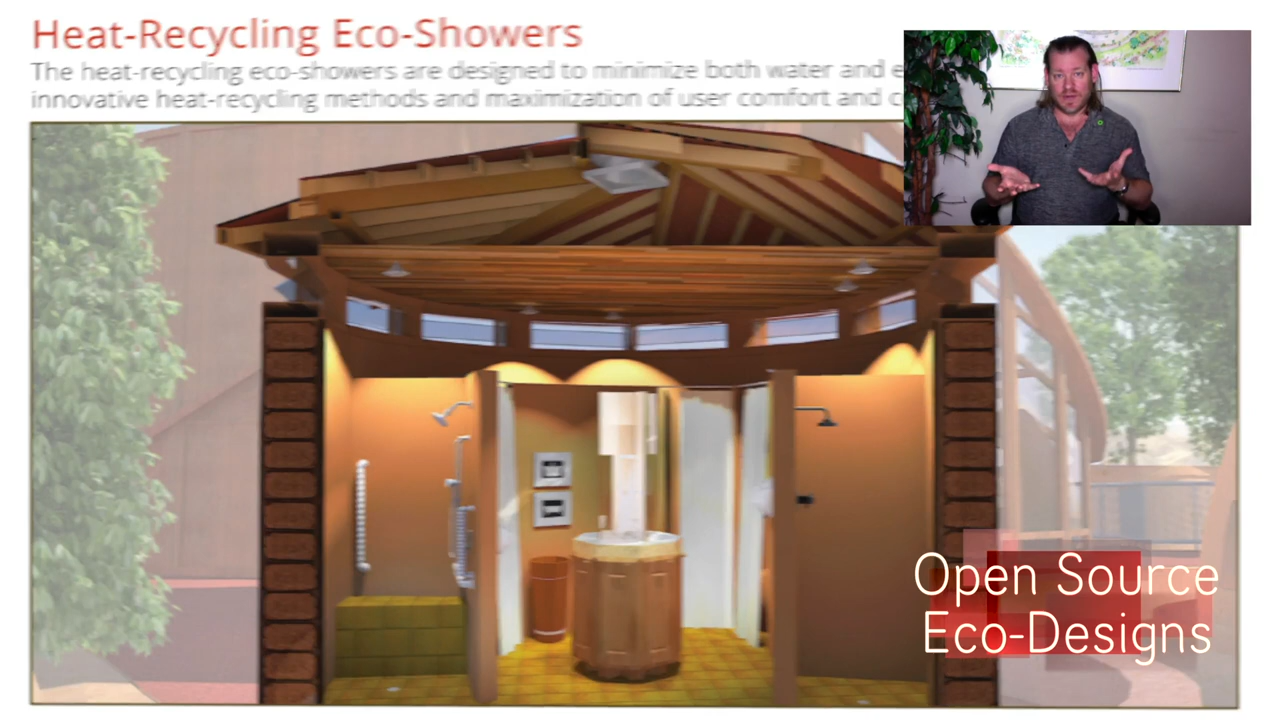 Heat-Recycling Eco-Showers
The heat-recycling eco-showers are designed to minimize both water and
innovative heat-recycling methods and maximization of user comfort and
Open Source
Eco-Designs